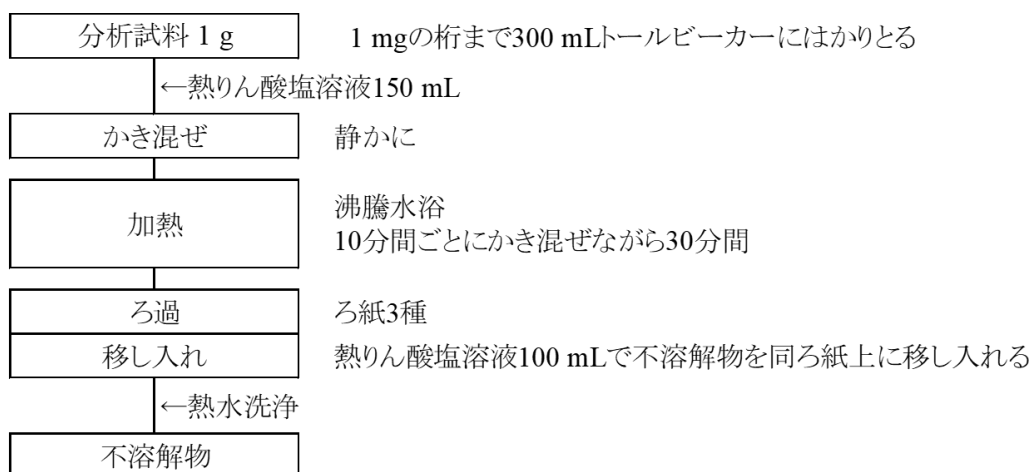 分析試料 1 g　1 mgの桁まで300 mLトールビーカーにはかりとる
←熱りん酸塩溶液150 mL
かき混ぜ　静かに
加熱　沸騰水浴
10分間ごとにかき混ぜながら30分間
ろ過　ろ紙3種
移し入れ　熱りん酸塩溶液100 mLで不溶解物を同ろ紙上に移し入れる
←熱水洗浄
不溶解物